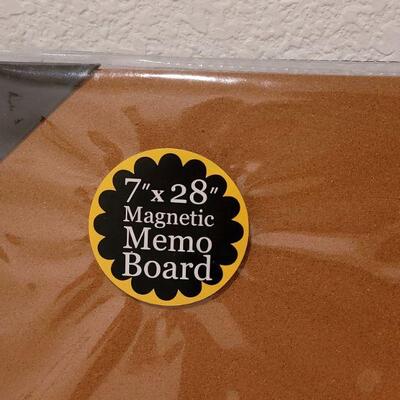 7" x 28"
Magnetic
Memo
Board